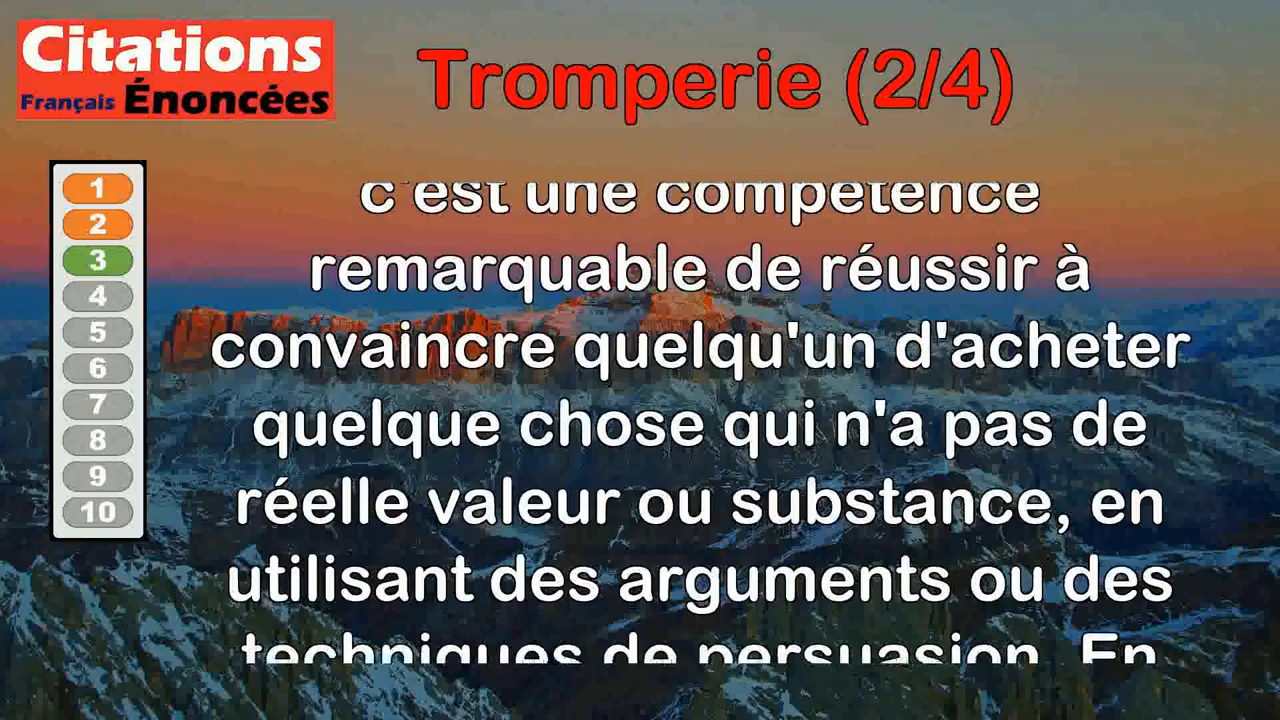 Citations
Français Énoncées
Tromperie (2/4)
1
2
3
4
5
6
7
8
9
10
c'est une compétence
remarquable de réussir à
convaincre quelqu'un d'acheter
quelque chose qui n'a pas de
réelle valeur ou substance, en
utilisant des arguments ou des
techniques de persuasion. En